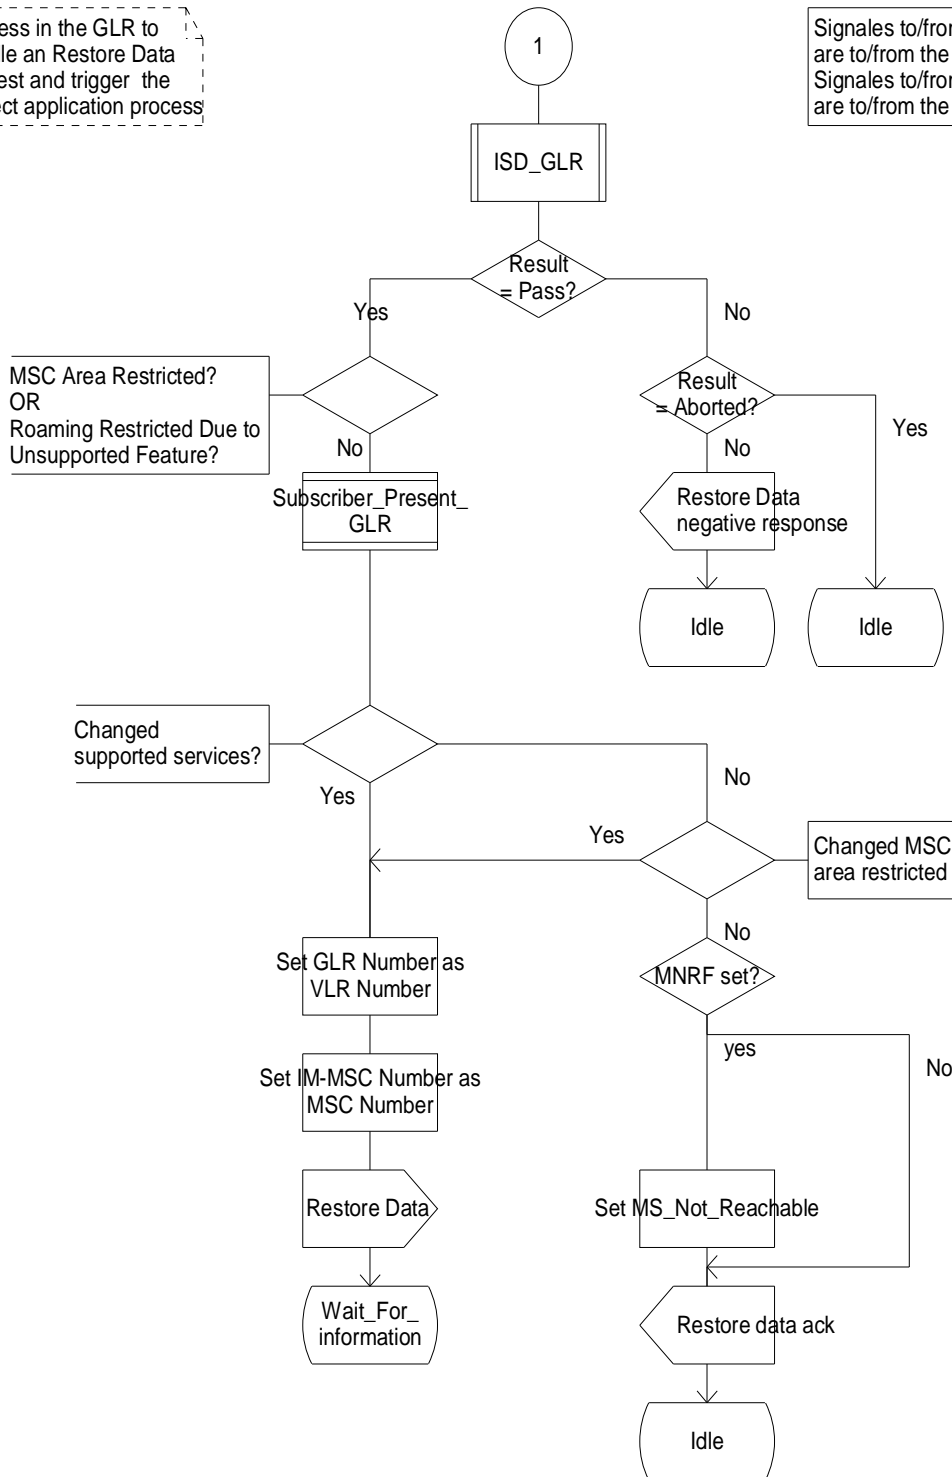 ess in the GLR to
le an Restore Data
est and trigger the
ect application process
1
Signales to/from
are to/from the
Signales to/from
are to/from the
ISD_GLR
Result
= Pass?
Yes
No
MSC Area Restricted?
OR
Roaming Restricted Due to
Unsupported Feature?
Result
= Aborted?
Yes
No
No
Subscriber_Present_
GLR
Restore Data
negative response
Idle
Idle
Changed
supported services?
Yes
No
Yes
Changed MSC
area restricted
No
Set GLR Number as
VLR Number
MNRF set?
yes
No
Set IM-MSC Number as
MSC Number
Restore Data
Set MS_Not_Reachable
Wait_For_
information
Restore data ack
Idle